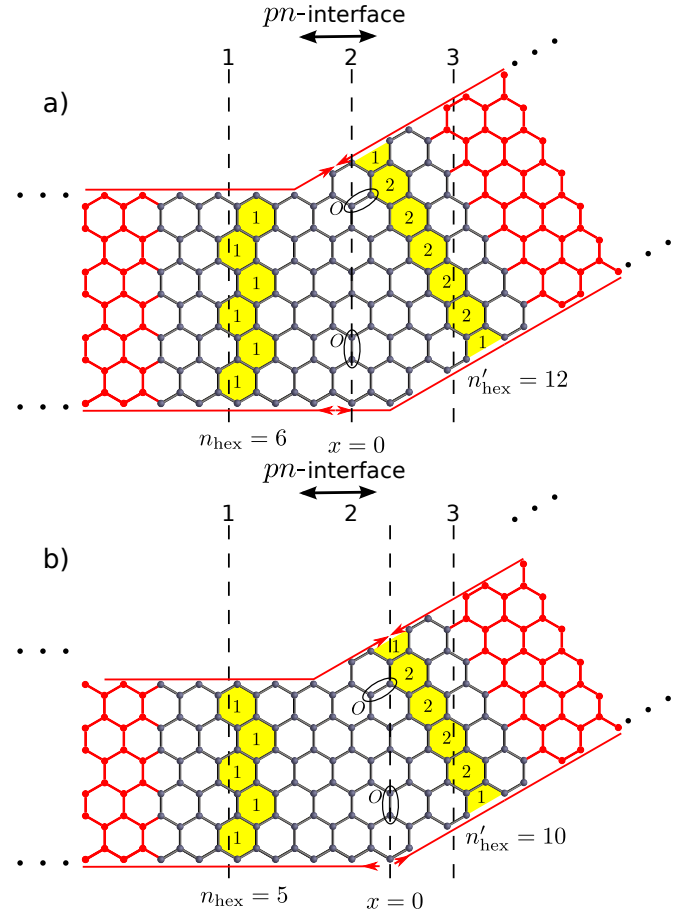 pn-interface
1 2 3
a)
1
2
O
1
2
1
2
1
2
1
2
O
1
1
1
n'hex = 12
nhex = 6
x = 0
pn-interface
1 2 3
b)
1
2
O
1
2
1
2
1
2
O
1
1
1
n'hex = 10
nhex = 5
x = 0